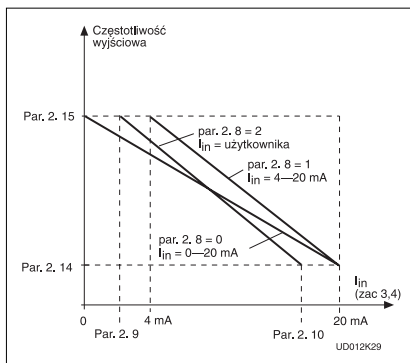 Częstotliwość
wyjściowa
Par. 2. 15
par. 2. 8 = 2
Iin = użytkownika
par. 2. 8 = 1
Iin = 4—20 mA
par. 2. 8 = 0
Iin = 0—20 mA
Par. 2. 14
Iin
(zac 3,4)
0
4 mA
20 mA
Par. 2. 9
Par. 2. 10
UD012K29